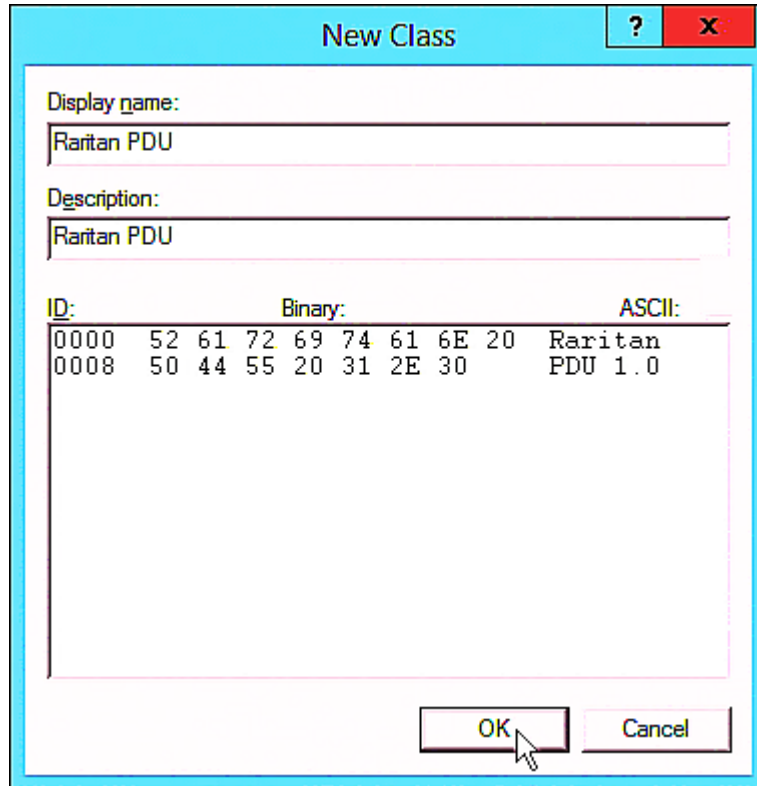 New Class
?
x
Display name:
Raritan PDU
Description:
Raritan PDU
ID: Binary: ASCII:
0000 52 61 72 69 74 61 6E 20 Raritan
0008 50 44 55 20 31 2E 30 PDU 1.0
OK
Cancel